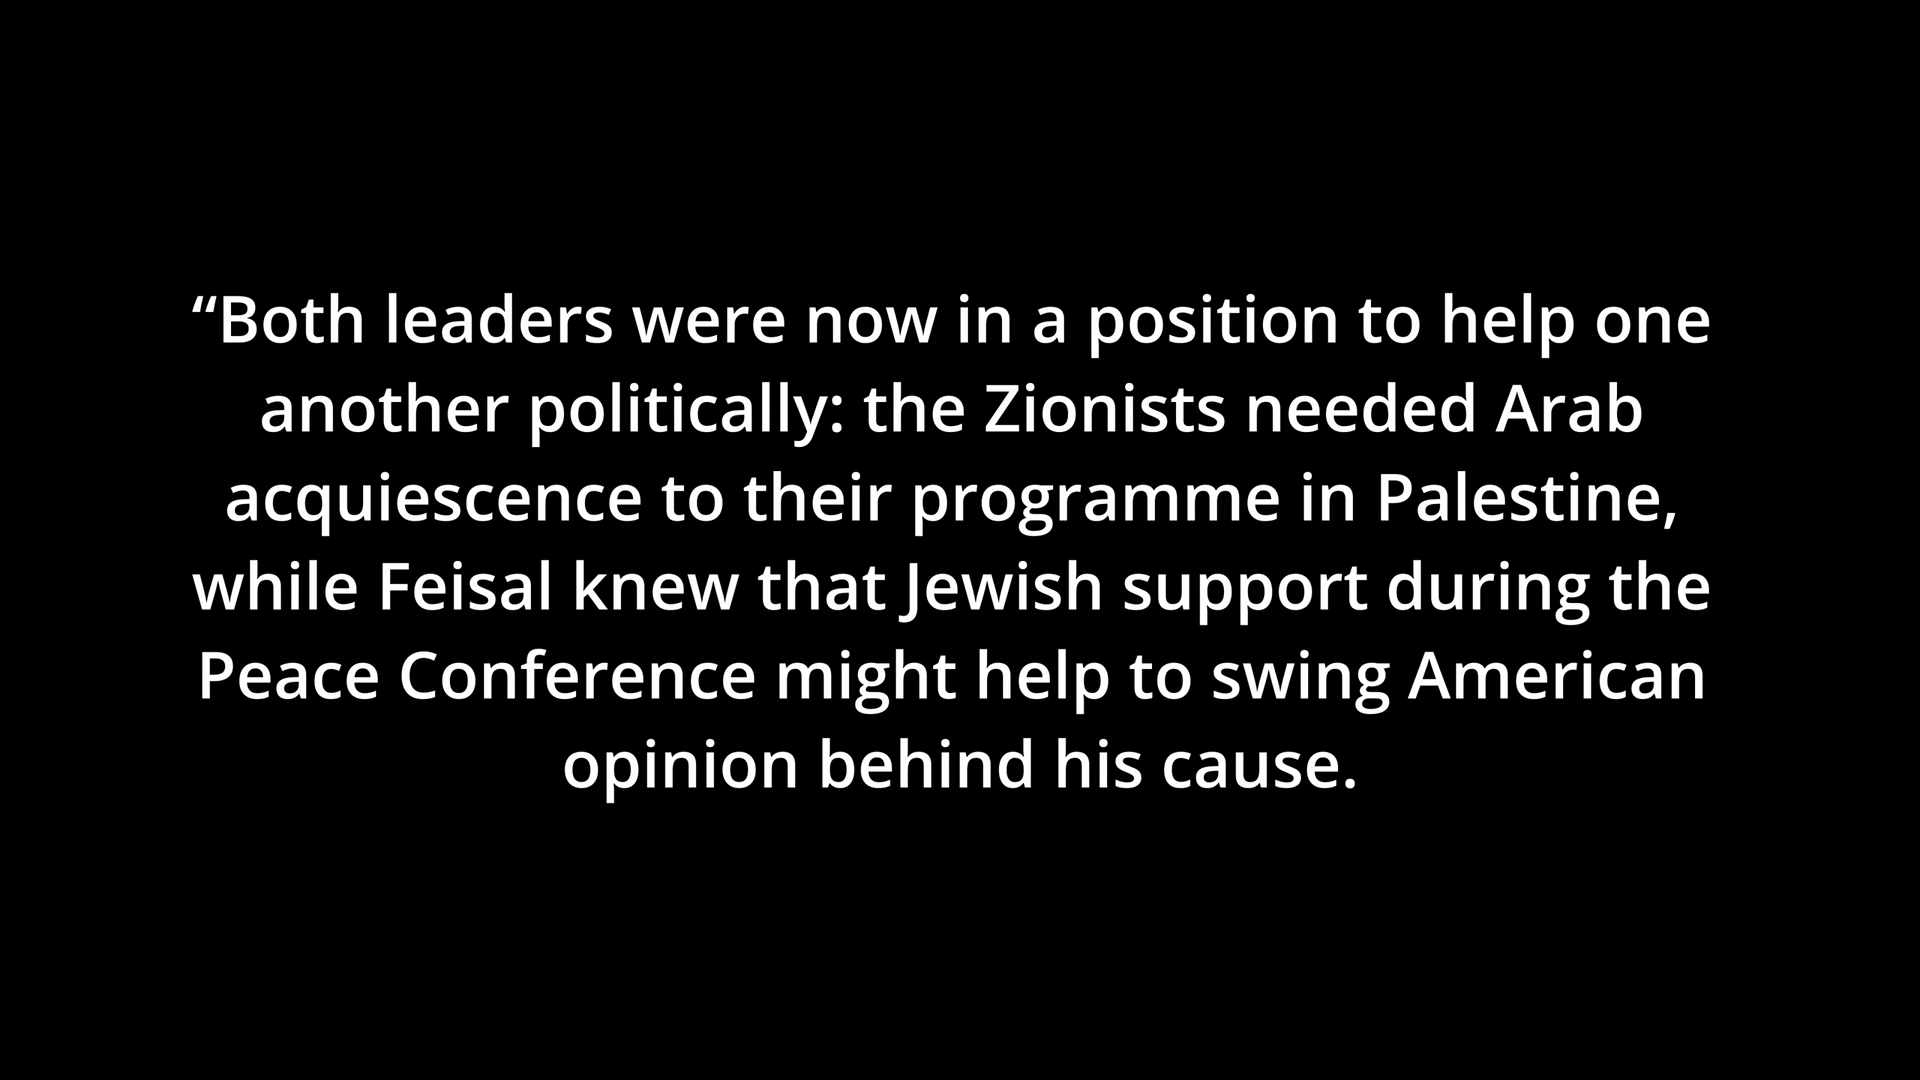 “Both leaders were now in a position to help one
another politically: the Zionists needed Arab
acquiescence to their programme in Palestine,
while Feisal knew that Jewish support during the
Peace Conference might help to swing American
opinion behind his cause.